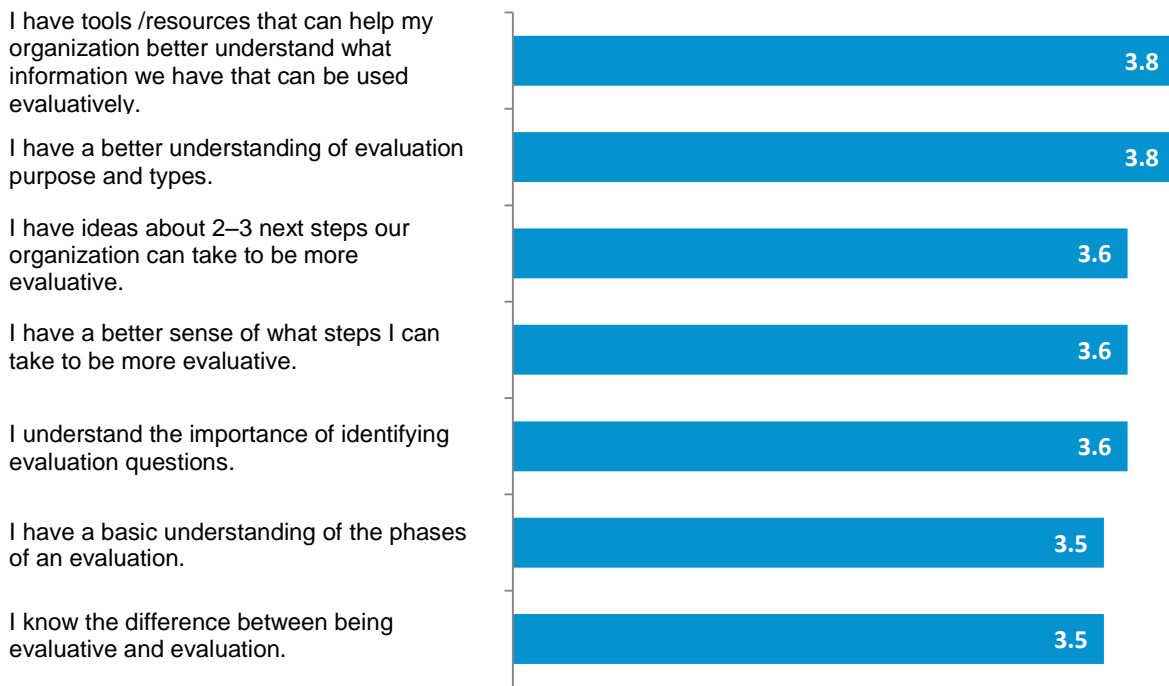 I have tools /resources that can help my
organization better understand what
information we have that can be used
evaluatively.
3.8
I have a better understanding of evaluation
purpose and types.
3.8
I have ideas about 2–3 next steps our
organization can take to be more
evaluative.
3.6
I have a better sense of what steps I can
take to be more evaluative.
3.6
I understand the importance of identifying
evaluation questions.
3.6
I have a basic understanding of the phases
of an evaluation.
3.5
I know the difference between being
evaluative and evaluation.
3.5